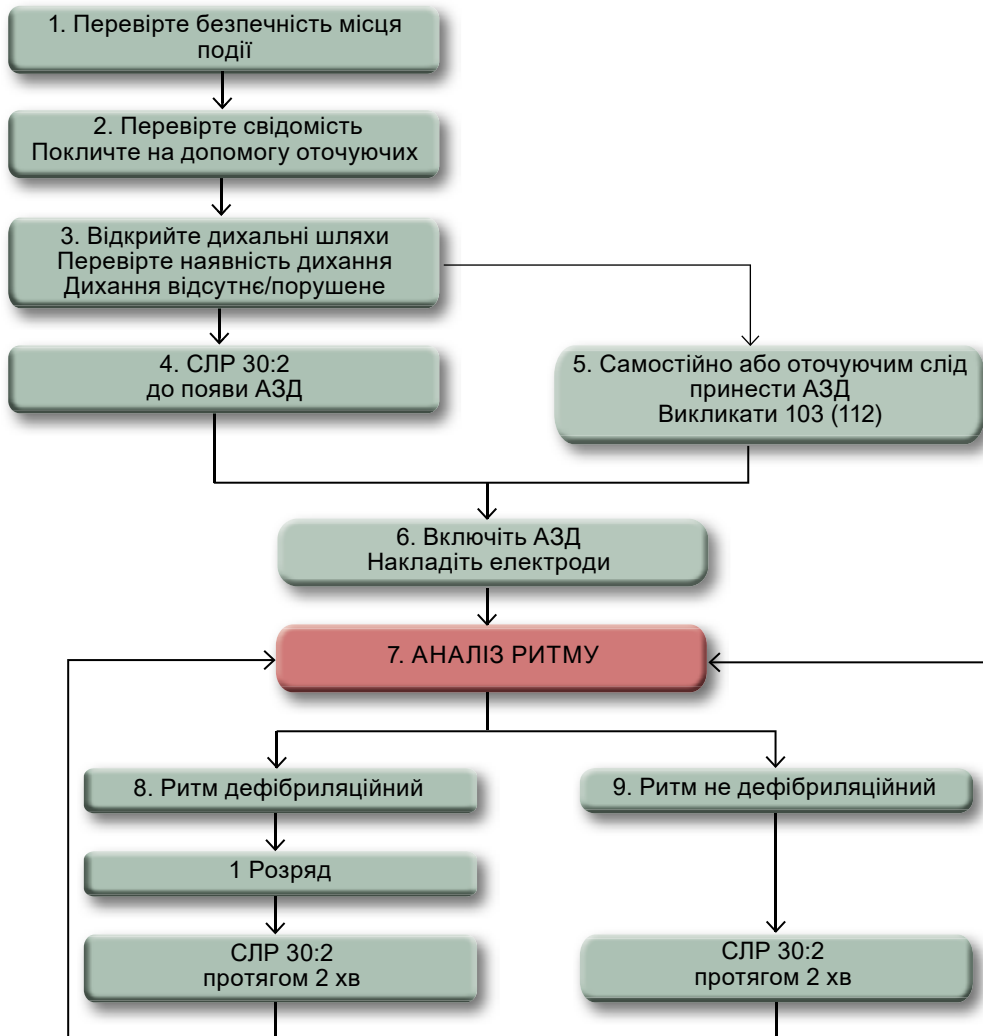 1. Перевірте безпечність місця
події
2. Перевірте свідомість
Покличте на допомогу оточуючих
3. Відкрийте дихальні шляхи
Перевірте наявність дихання
Дихання відсутнє/порушене
4. СЛР 30:2
до появи АЗД
5. Самостійно або оточуючим слід
принести АЗД
Викликати 103 (112)
6. Включіть АЗД
Накладіть електроди
7. АНАЛІЗ РИТМУ
8. Ритм дефібриляційний
9. Ритм не дефібриляційний
1 Розряд
СЛР 30:2
протягом 2 хв
СЛР 30:2
протягом 2 хв